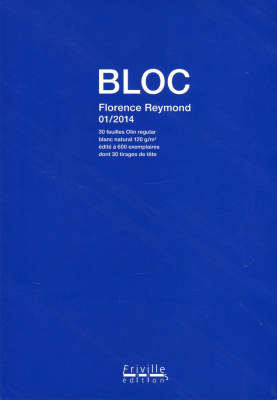 BLOC
Florence Reymond
01/2014
30 feuilles Olin regular
blanc natural 120 g/m²
édité à 600 exemplaires
dont 30 tirages de tête
Friville
éditions